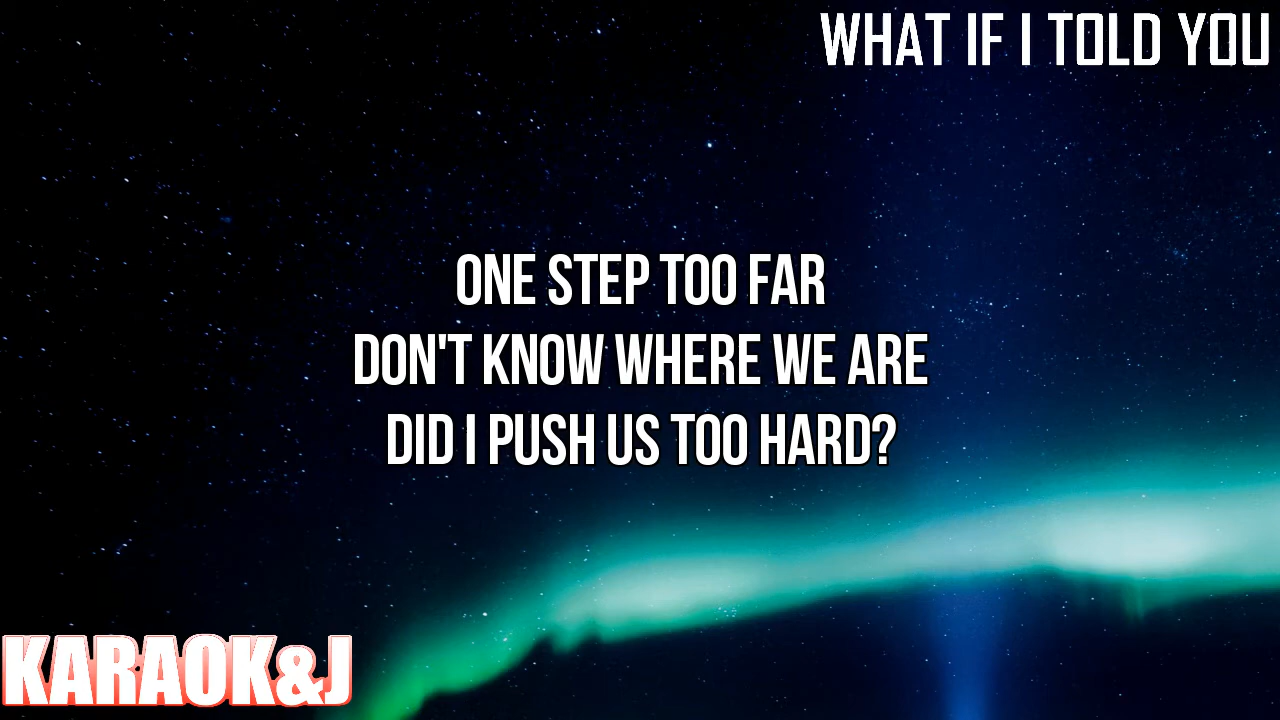 WHAT IF I TOLD YOU
ONE STEP TOO FAR
DON'T KNOW WHERE WE ARE
DID I PUSH US TOO HARD?
KARAOK&J